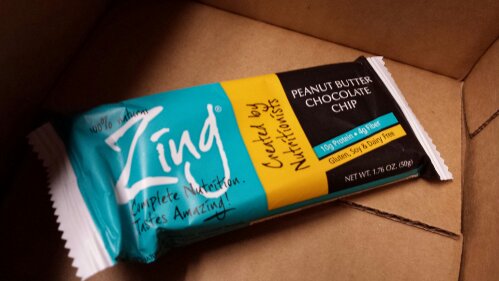 100% natural
Zing®
Complete Nutrition.
Tastes Amazing!
Created by
Nutritionists
PEANUT BUTTER
CHOCOLATE
CHIP
10g Protein • 4g Fiber
Gluten, Soy & Dairy Free
NET WT. 1.76 OZ. (50g)